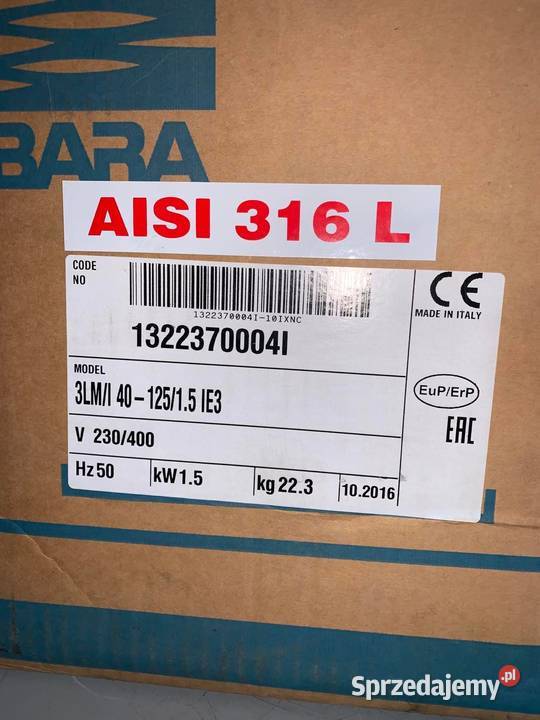 BARA
AISI 316 L
CODE NO
1322370004I-10IXNC
1322370004I
MODEL
3LM/I 40-125/1.5 IE3
V 230/400
Hz 50 kW 1.5 kg 22.3 10.2016
CE
MADE IN ITALY
EuP/ErP
EAC
Sprzedajemy.pl